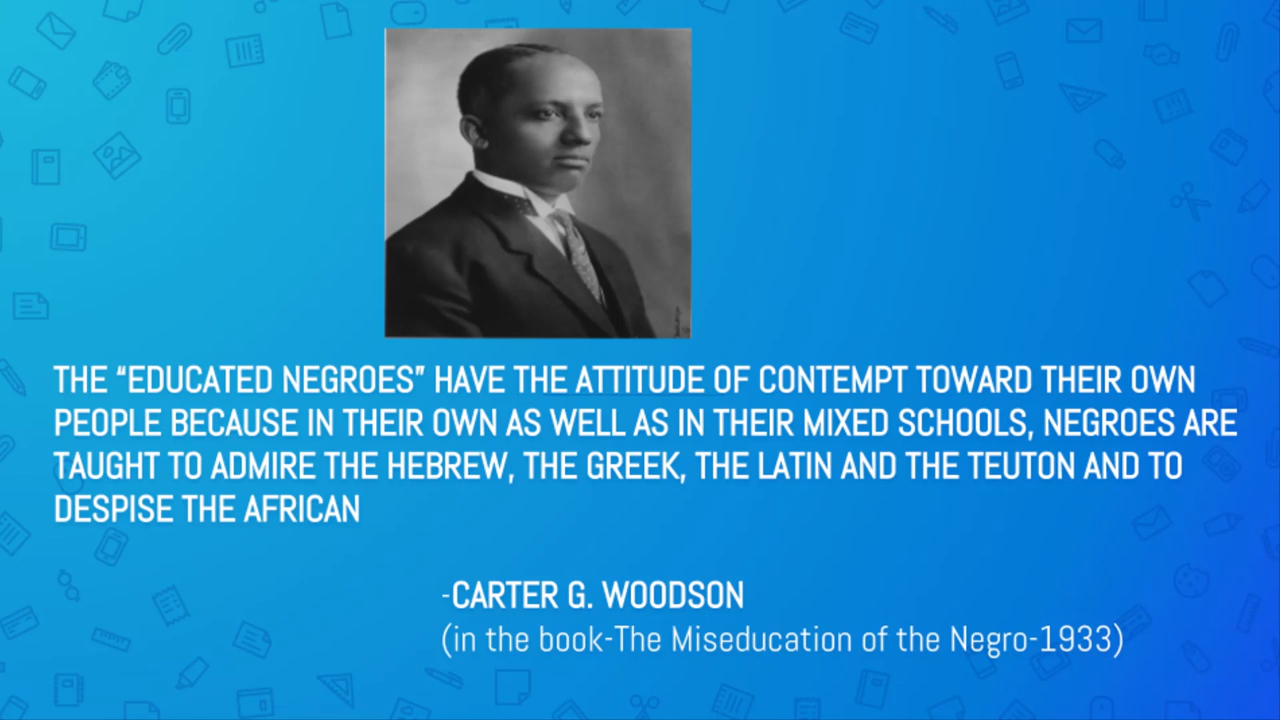 THE “EDUCATED NEGROES” HAVE THE ATTITUDE OF CONTEMPT TOWARD THEIR OWN
PEOPLE BECAUSE IN THEIR OWN AS WELL AS IN THEIR MIXED SCHOOLS, NEGROES ARE
TAUGHT TO ADMIRE THE HEBREW, THE GREEK, THE LATIN AND THE TEUTON AND TO
DESPISE THE AFRICAN
-CARTER G. WOODSON
(in the book-The Miseducation of the Negro-1933)